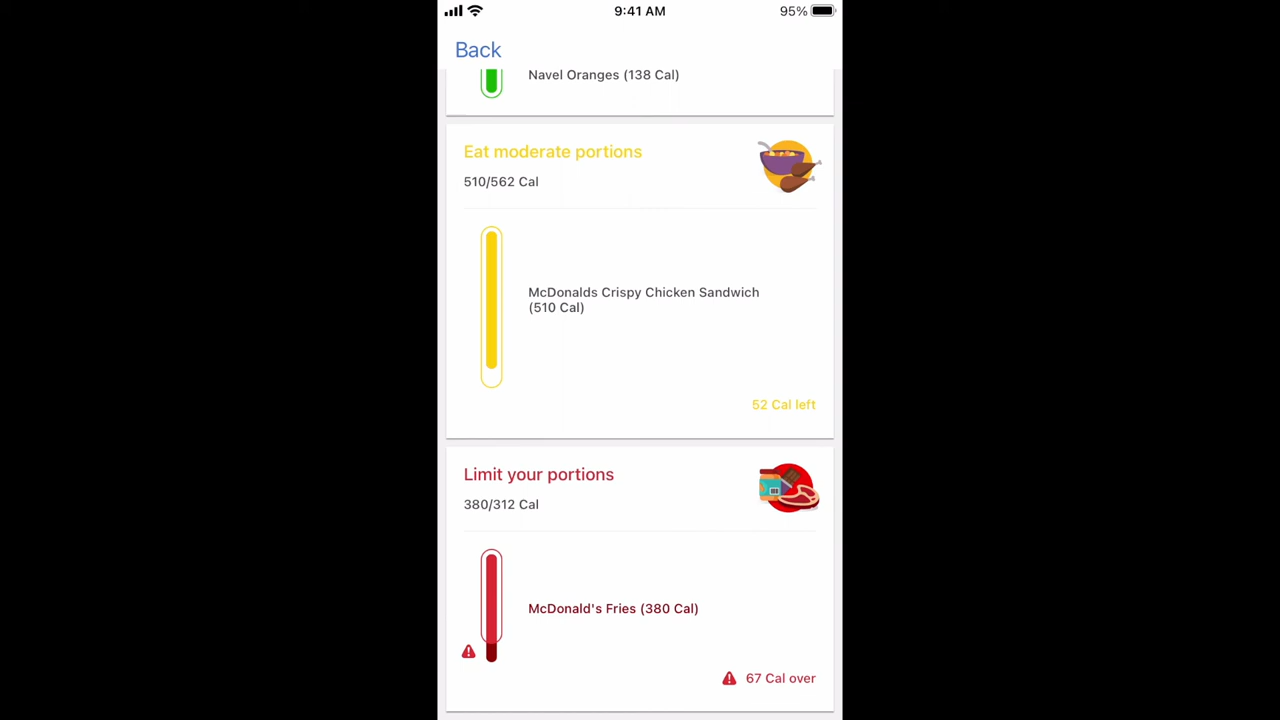 9:41 AM
95%
Back
Navel Oranges (138 Cal)
Eat moderate portions
510/562 Cal
McDonalds Crispy Chicken Sandwich
(510 Cal)
52 Cal left
Limit your portions
380/312 Cal
McDonald's Fries (380 Cal)
67 Cal over